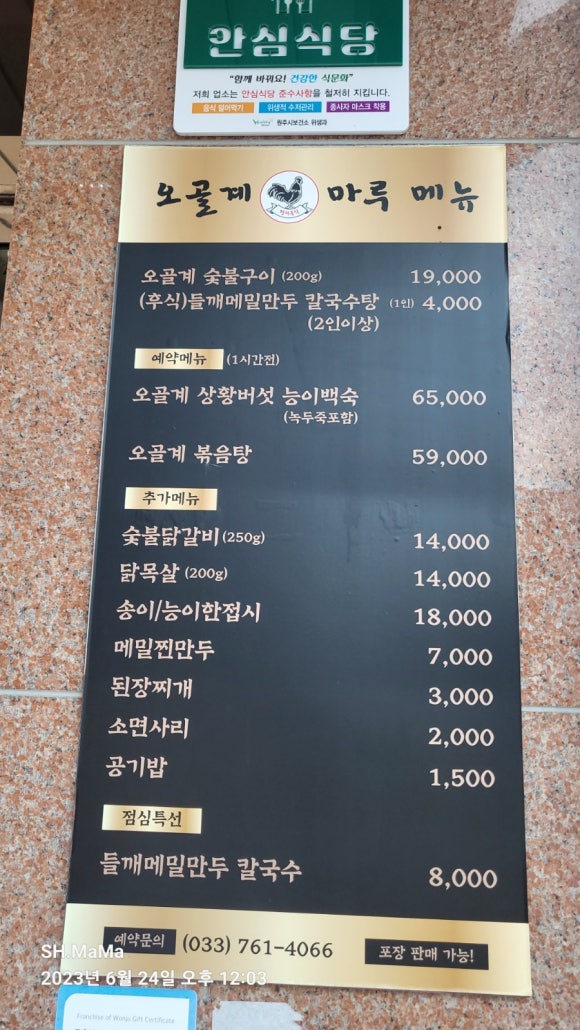 안심식당
"함께 바꿔요! 건강한 식문화"
저희 업소는 안심식당 준수사항을 철저히 지킵니다.
음식 덜어먹기 위생적 수저관리 종사자 마스크 착용
원주시보건소 위생과
오골계 마루 메뉴
오골계 숯불구이 (200g) 19,000
(후식)들깨메밀만두 칼국수탕 (1인) 4,000
(2인이상)
예약메뉴 (1시간전)
오골계 상황버섯 능이백숙 65,000
(녹두죽포함)
오골계 볶음탕 59,000
추가메뉴
숯불닭갈비 (250g) 14,000
닭목살 (200g) 14,000
송이/능이한접시 18,000
메밀찐만두 7,000
된장찌개 3,000
소면사리 2,000
공기밥 1,500
점심특선
들깨메밀만두 칼국수 8,000
예약문의 (033) 761-4066 포장 판매 가능!
SH.MaMa
2023년 6월 24일 오후 12:03
Franchise of Wonju Gift Certificate